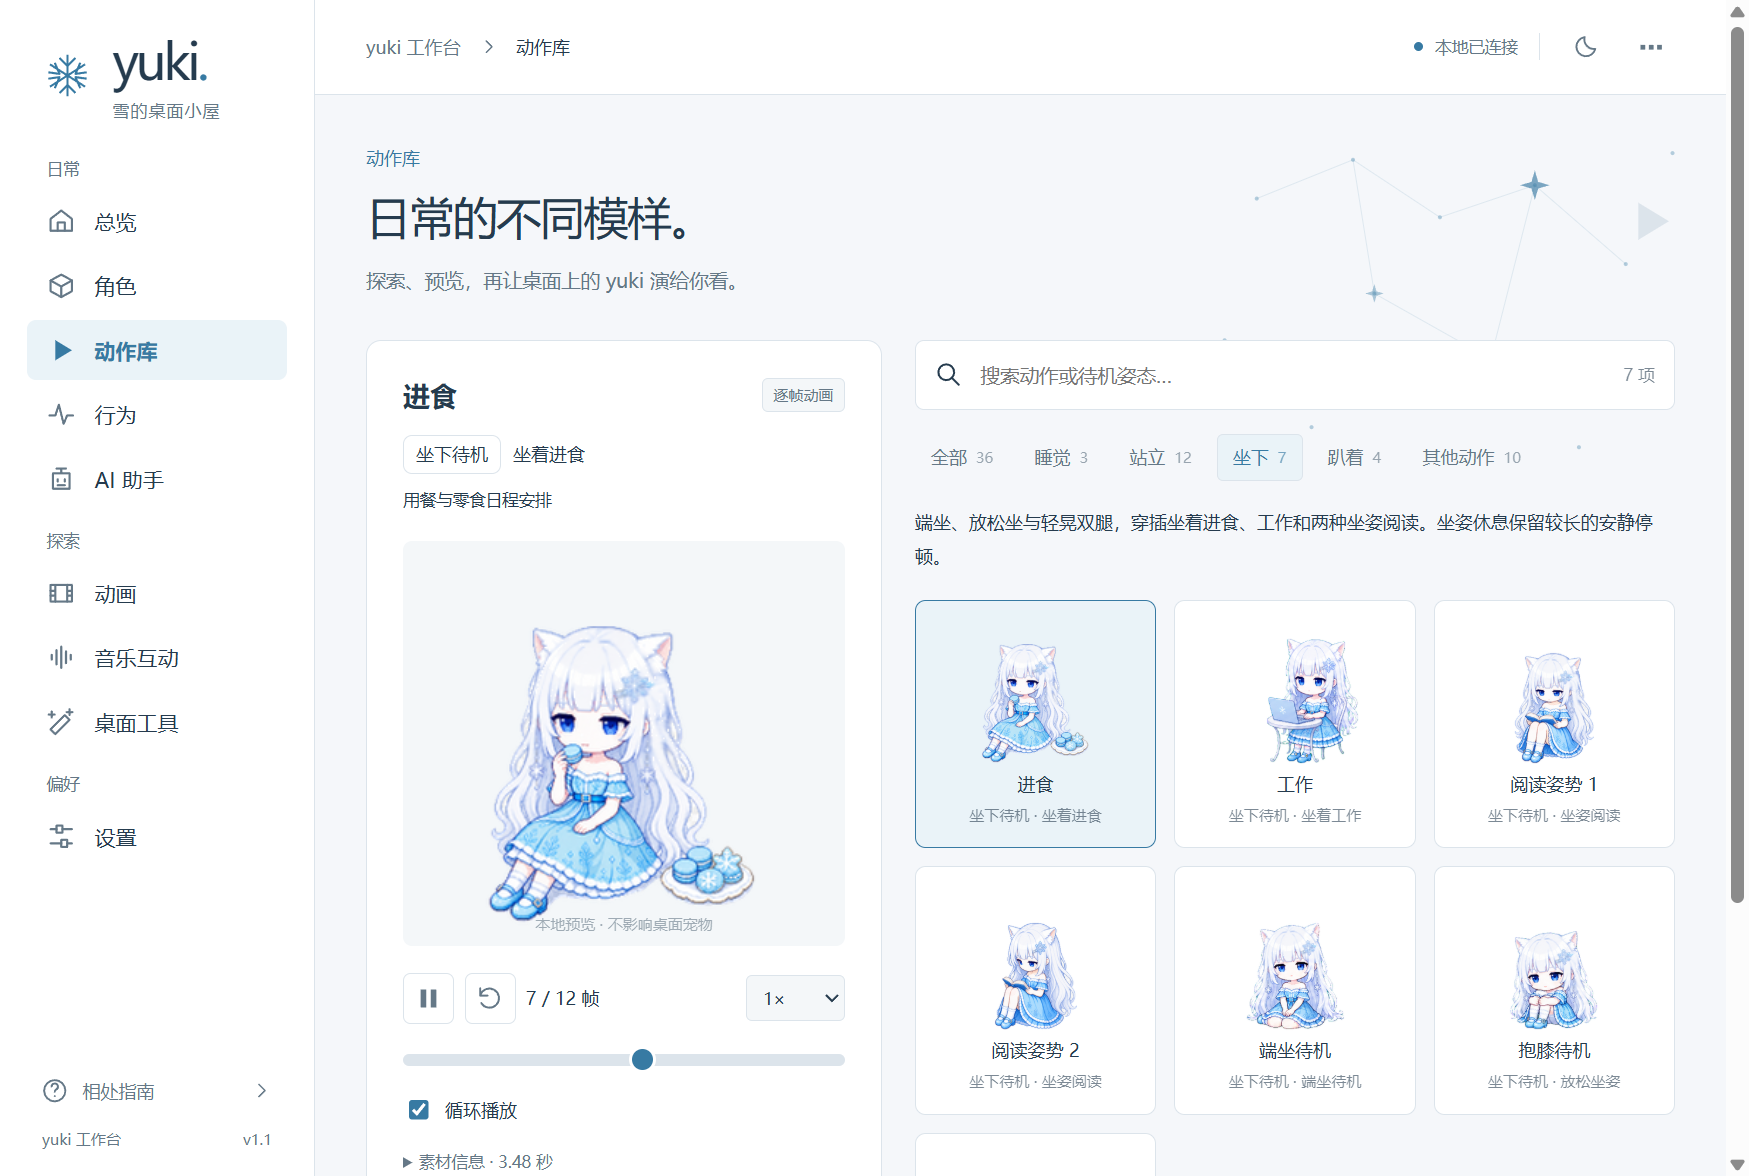 yuki.
雪的桌面小屋
日常
总览
角色
动作库
行为
AI 助手
探索
动画
音乐互动
桌面工具
偏好
设置
相处指南
yuki 工作台
v1.1
yuki 工作台
动作库
本地已连接
动作库
日常的不同模样。
探索、预览，再让桌面上的 yuki 演给你看。
进食
逐帧动画
坐下待机
坐着进食
用餐与零食日程安排
本地预览 · 不影响桌面宠物
7 / 12 帧
1×
循环播放
素材信息 · 3.48 秒
搜索动作或待机姿态...
7 项
全部 36
睡觉 3
站立 12
坐下 7
趴着 4
其他动作 10
端坐、放松坐与轻晃双腿，穿插坐着进食、工作和两种坐姿阅读。坐姿休息保留较长的安静停
顿。
进食
坐下待机 · 坐着进食
工作
坐下待机 · 坐着工作
阅读姿势 1
坐下待机 · 坐姿阅读
阅读姿势 2
坐下待机 · 坐姿阅读
端坐待机
坐下待机 · 端坐待机
抱膝待机
坐下待机 · 放松坐姿